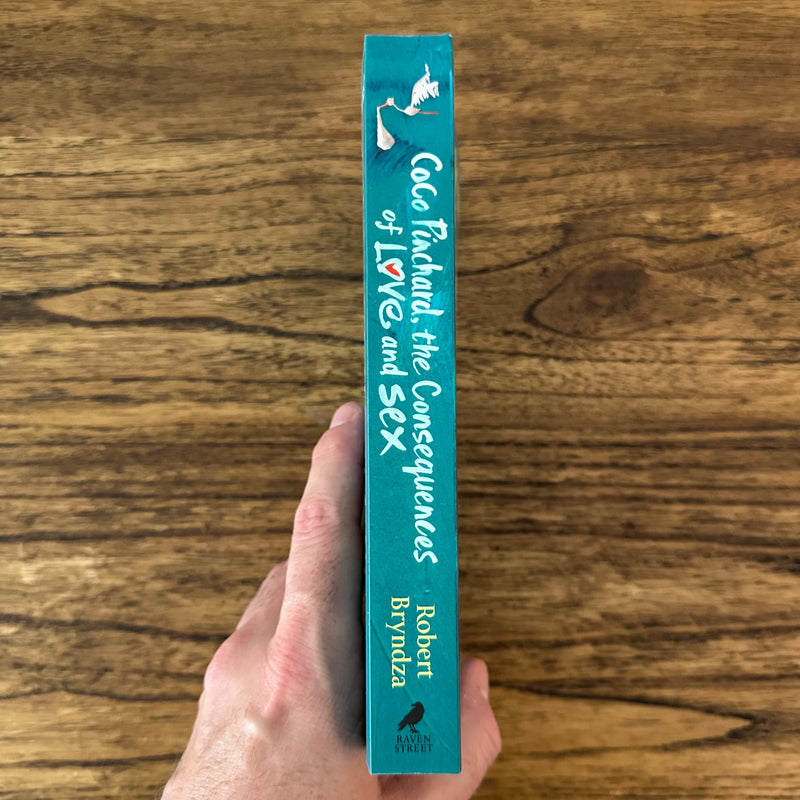 CoCo Pinchard, the Consequences
of LOVE and sex
Robert
Bryndza
RAVEN
STREET